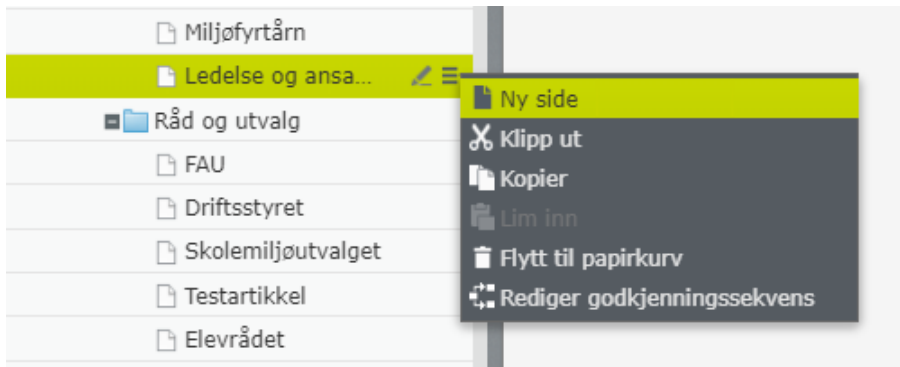 Miljøfyrtårn
Ledelse og ansa...
Råd og utvalg
FAU
Driftsstyret
Skolemiljøutvalget
Testartikkel
Elevrådet
Ny side
Klipp ut
Kopier
Lim inn
Flytt til papirkurv
Rediger godkjenningssekvens